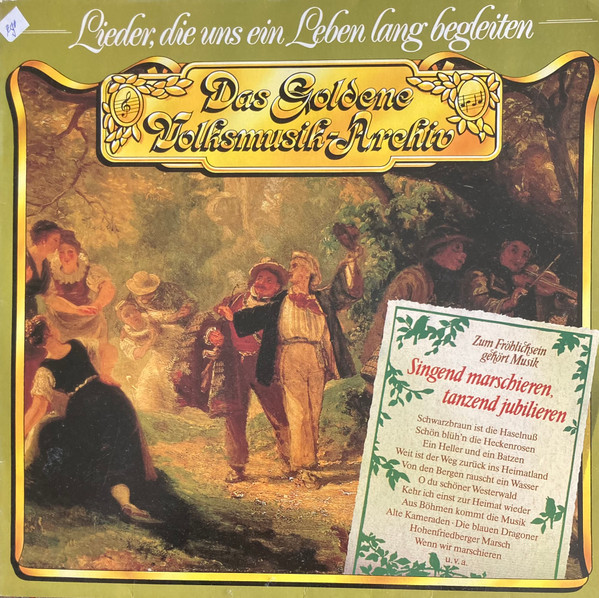 Lieder, die uns ein Leben lang begleiten
Das Goldene
Volksmusik-Archiv
Zum Fröhlichsein
gehört Musik
Singend marschieren,
tanzend jubilieren
Schwarzbraun ist die Haselnuß
Schön blüh'n die Heckenrosen
Ein Heller und ein Batzen
Weit ist der Weg zurück ins Heimatland
Von den Bergen rauscht ein Wasser
O du schöner Westerwald
Kehr ich einst zur Heimat wieder
Aus Böhmen kommt die Musik
Alte Kameraden · Die blauen Dragoner
Hohenfriedberger Marsch
Wenn wir marschieren
u.v.a.